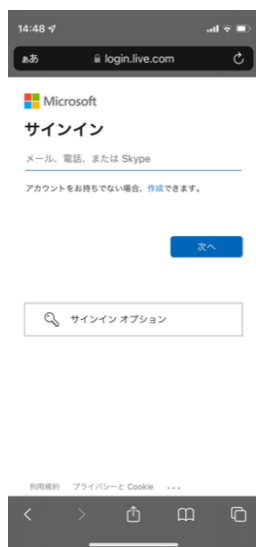 14:48
ああ login.live.com
Microsoft
サインイン
メール、電話、または Skype
アカウントをお持ちでない場合、作成できます。
次へ
サインイン オプション
利用規約 プライバシーと Cookie ...